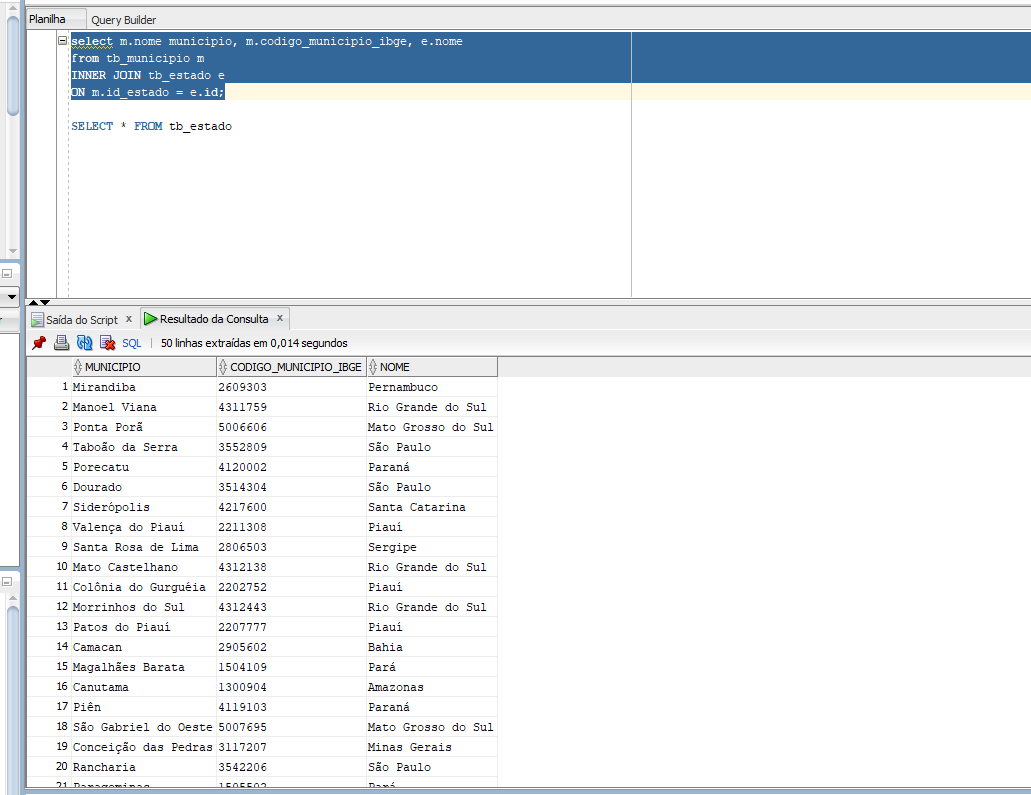 Planilha Query Builder
select m.nome municipio, m.codigo_municipio_ibge, e.nome
from tb_municipio m
INNER JOIN tb_estado e
ON m.id_estado = e.id;
SELECT * FROM tb_estado
Saída do Script x Resultado da Consulta x
SQL | 50 linhas extraídas em 0,014 segundos
MUNICIPIO CODIGO_MUNICIPIO_IBGE NOME
1 Mirandiba 2609303 Pernambuco
2 Manoel Viana 4311759 Rio Grande do Sul
3 Ponta Porã 5006606 Mato Grosso do Sul
4 Taboão da Serra 3552809 São Paulo
5 Porecatu 4120002 Paraná
6 Dourado 3514304 São Paulo
7 Siderópolis 4217600 Santa Catarina
8 Valença do Piauí 2211308 Piauí
9 Santa Rosa de Lima 2806503 Sergipe
10 Mato Castelhano 4312138 Rio Grande do Sul
11 Colônia do Gurguéia 2202752 Piauí
12 Morrinhos do Sul 4312443 Rio Grande do Sul
13 Patos do Piauí 2207777 Piauí
14 Camacan 2905602 Bahia
15 Magalhães Barata 1504109 Pará
16 Canutama 1300904 Amazonas
17 Piên 4119103 Paraná
18 São Gabriel do Oeste 5007695 Mato Grosso do Sul
19 Conceição das Pedras 3117207 Minas Gerais
20 Rancharia 3542206 São Paulo
21 Paragominas 1505502 Pará